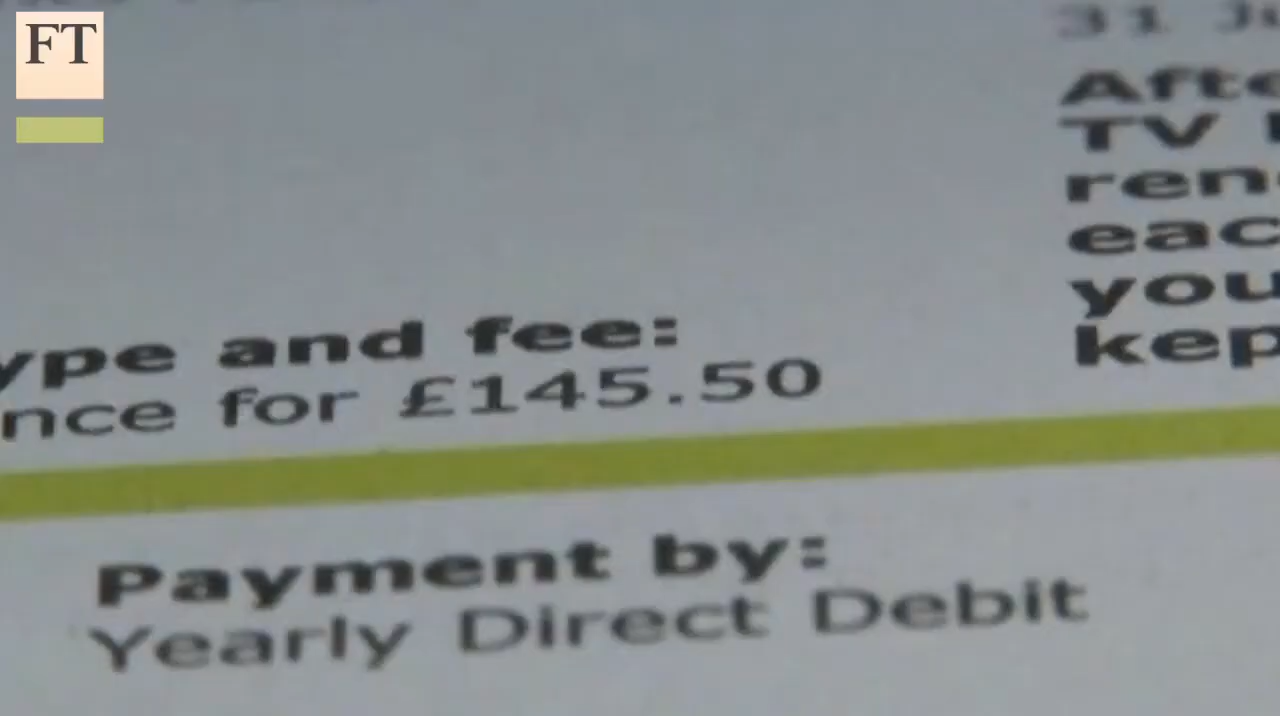 FT
31
ype and fee:
nce for £145.50
Payment by:
Yearly Direct Debit
Afte
TV
ren
eac
you
kep